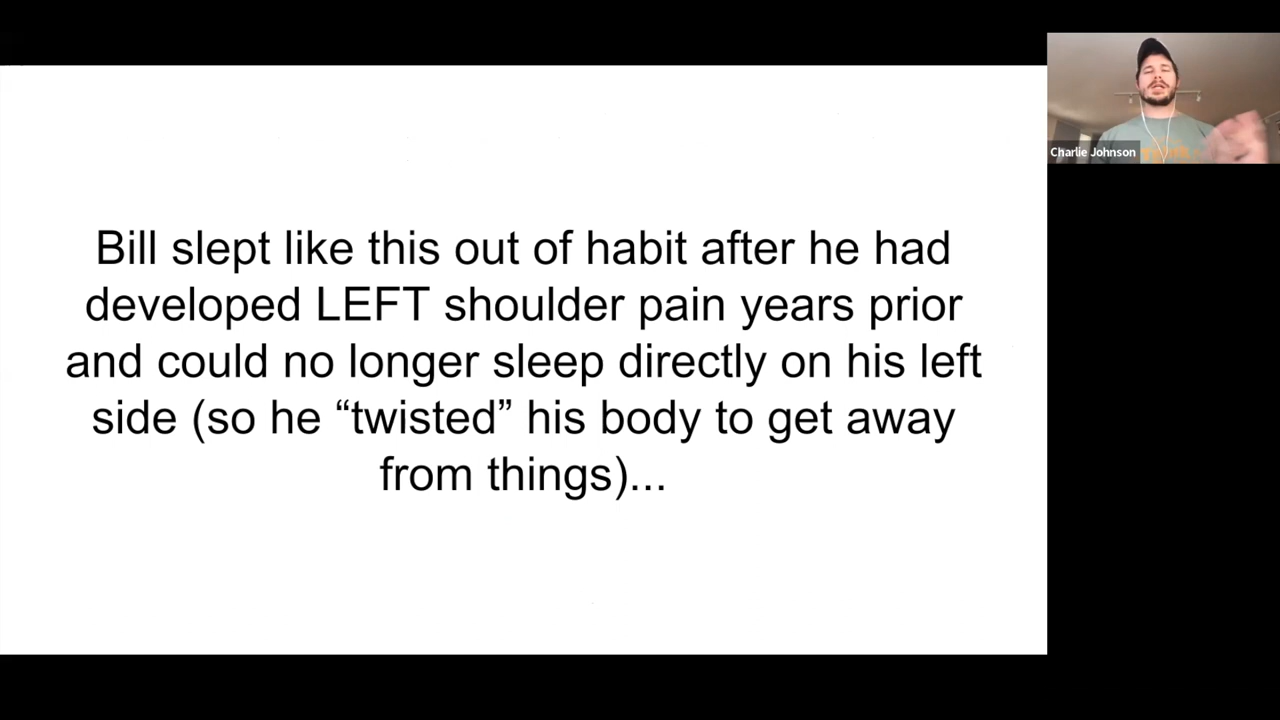 Bill slept like this out of habit after he had
developed LEFT shoulder pain years prior
and could no longer sleep directly on his left
side (so he “twisted” his body to get away
from things)...
Charlie Johnson